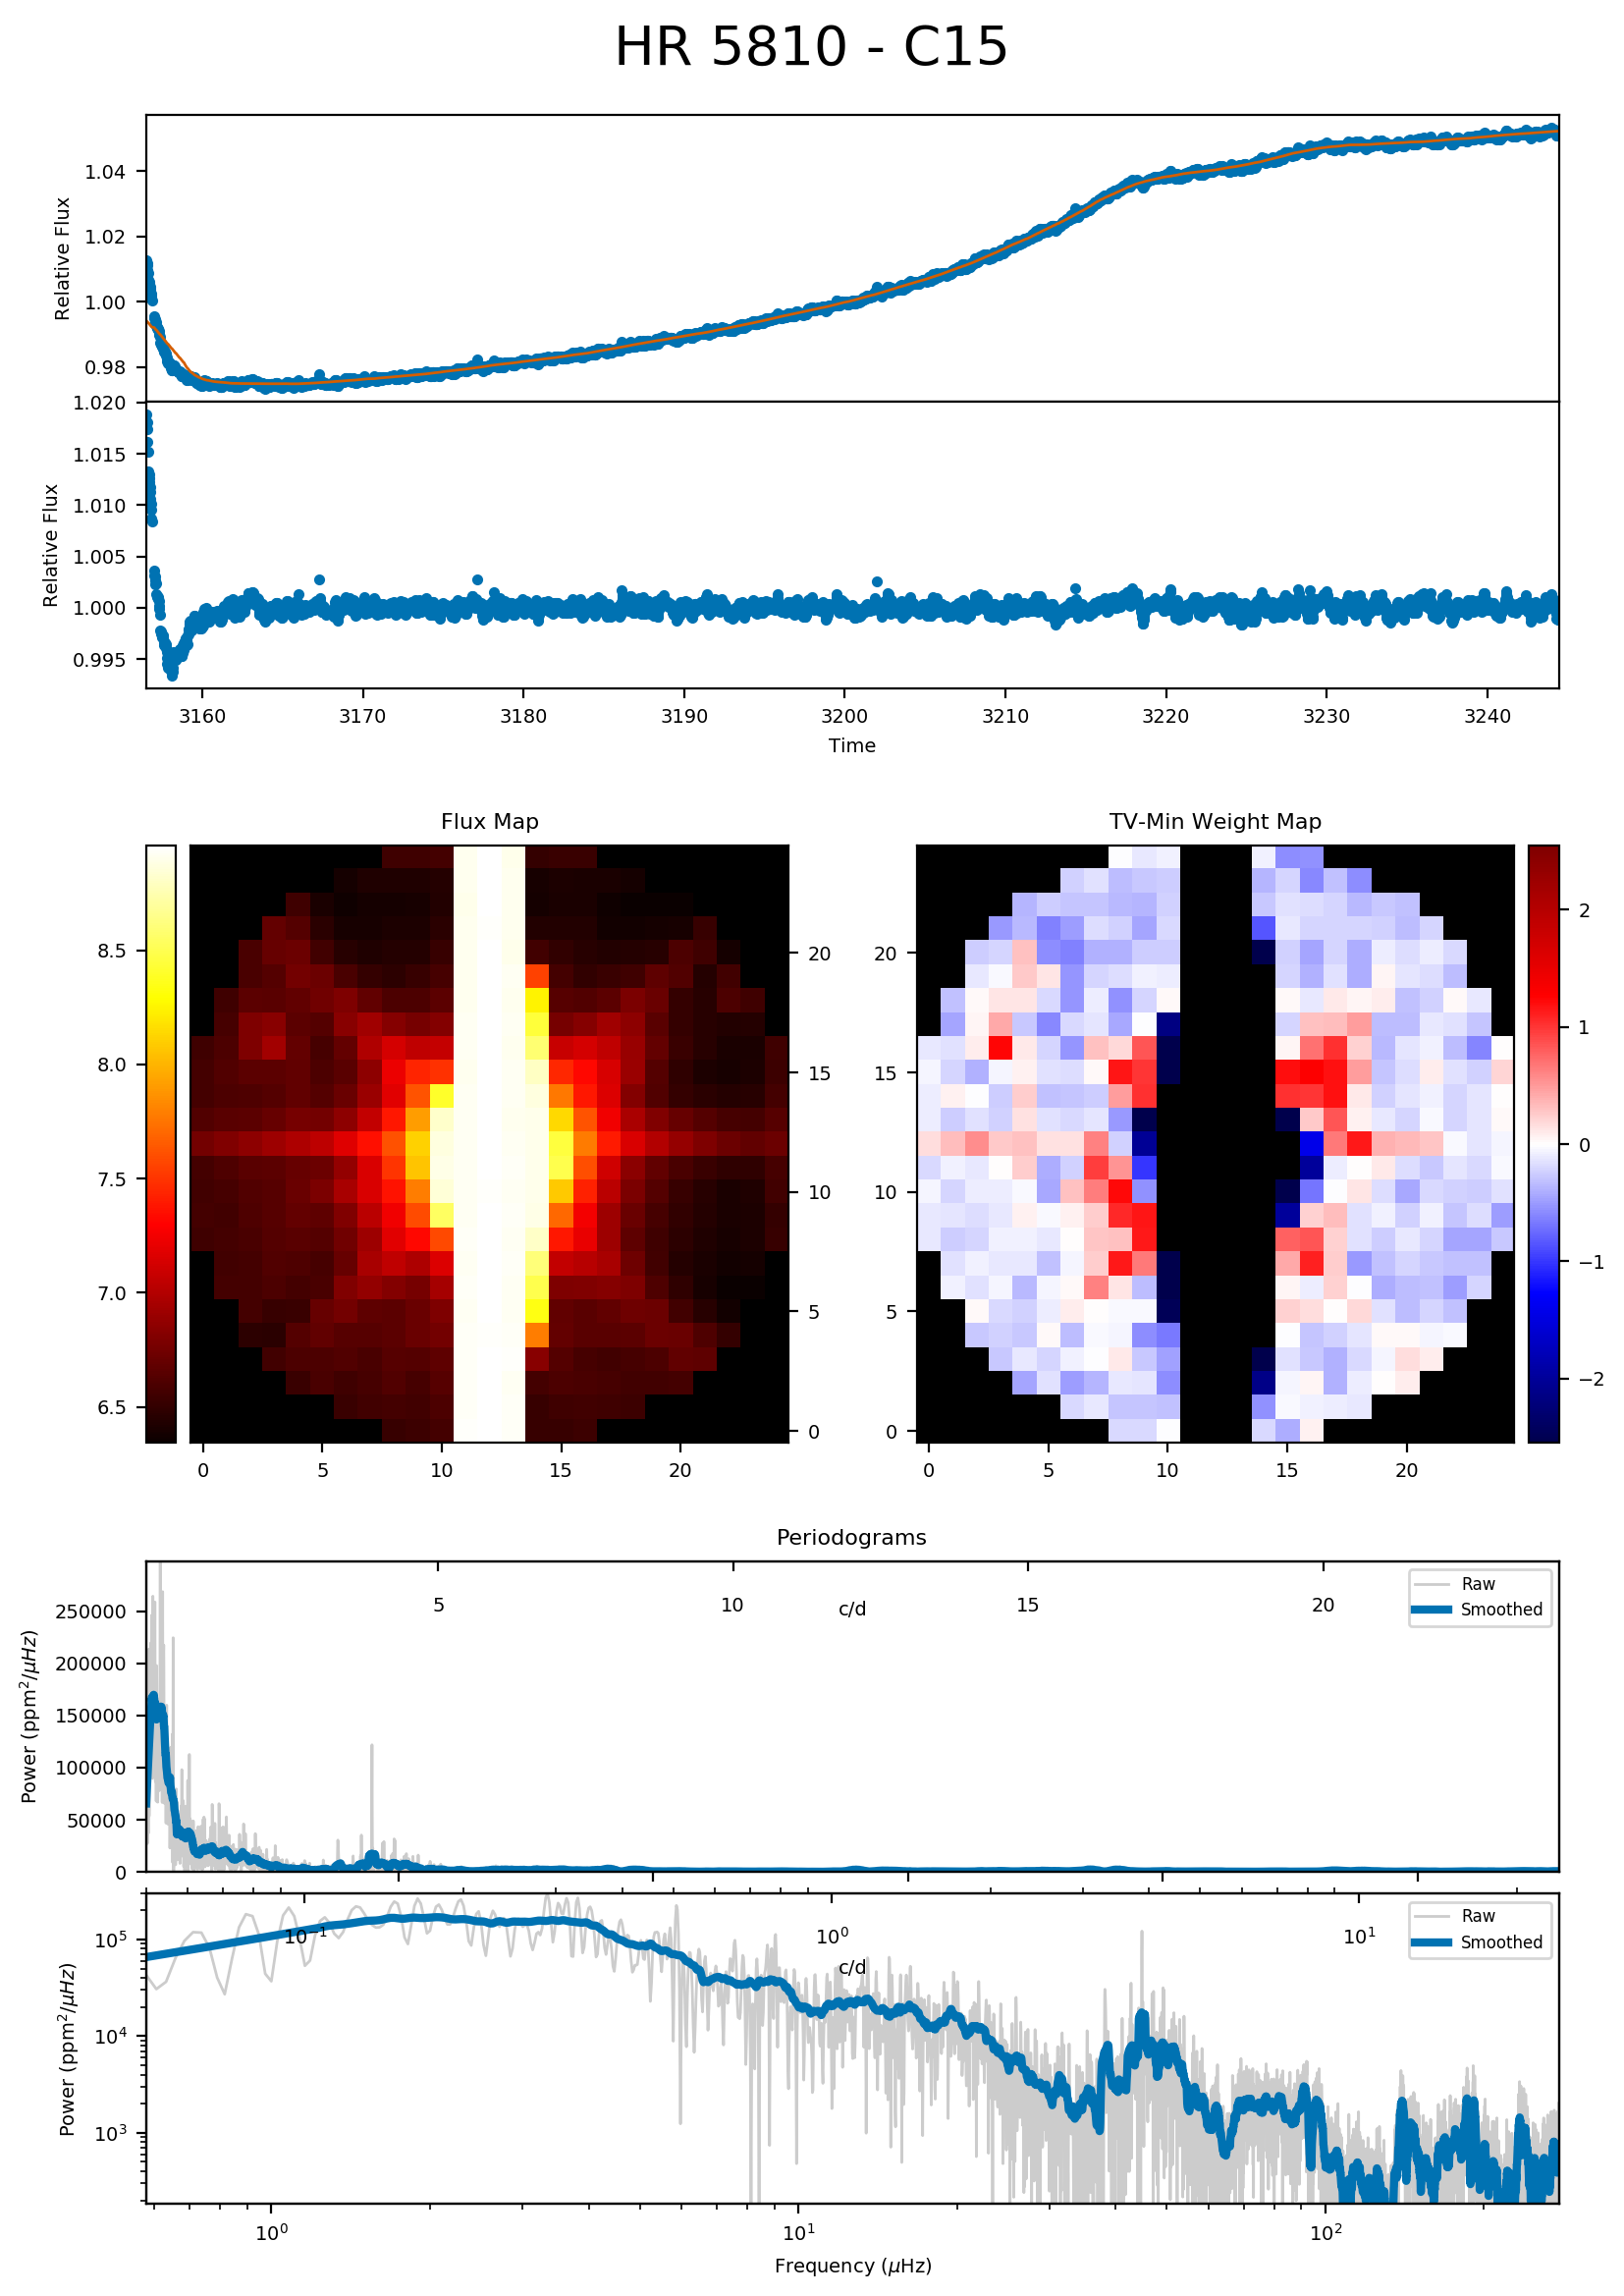 HR 5810 - C15
Relative Flux
1.04
1.02
1.00
0.98
Relative Flux
1.020
1.015
1.010
1.005
1.000
0.995
3160 3170 3180 3190 3200 3210 3220 3230 3240
Time
Flux Map
8.5
8.0
7.5
7.0
6.5
20
15
10
5
0
0 5 10 15 20
TV-Min Weight Map
20
15
10
5
0
0 5 10 15 20
2
1
0
−1
−2
Periodograms
Power (ppm²/μHz)
250000
200000
150000
100000
50000
0
5 10 15 20
c/d
Raw
Smoothed
Power (ppm²/μHz)
10⁵
10⁴
10³
10⁻¹ 10⁰ 10¹
c/d
Raw
Smoothed
10⁰ 10¹ 10²
Frequency (μHz)